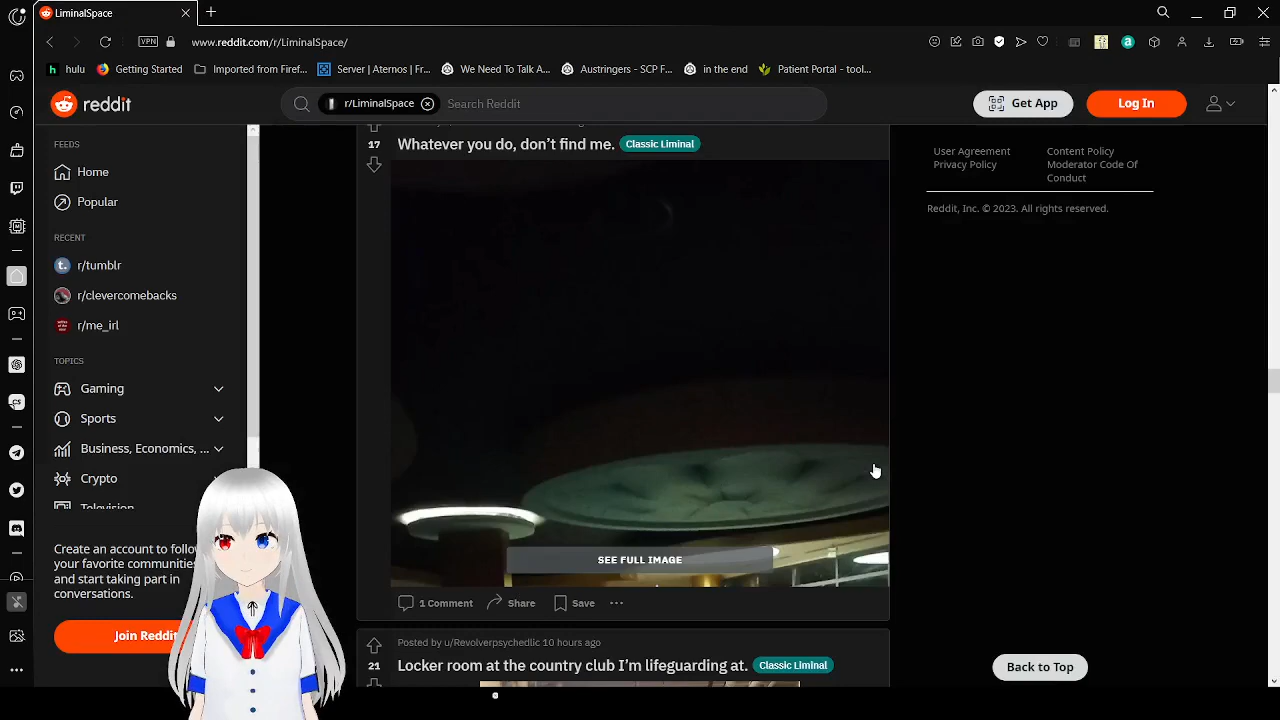 LiminalSpace
www.reddit.com/r/LiminalSpace/
VPN
hulu
Getting Started
Imported from Firef...
Server | Aternos | Fr...
We Need To Talk A...
Austringers - SCP F...
in the end
Patient Portal - tool...
reddit
r/LiminalSpace
Search Reddit
Get App
Log In
FEEDS
Home
Popular
RECENT
r/tumblr
r/clevercomebacks
r/me_irl
TOPICS
Gaming
Sports
Business, Economics, ...
Crypto
Television
Create an account to follo
your favorite communities
and start taking part in
conversations.
Join Reddit
17
Whatever you do, don’t find me.
Classic Liminal
SEE FULL IMAGE
1 Comment
Share
Save
Posted by u/Revolverpsychedlic 10 hours ago
21
Locker room at the country club I’m lifeguarding at.
Classic Liminal
User Agreement
Privacy Policy
Content Policy
Moderator Code Of
Conduct
Reddit, Inc. © 2023. All rights reserved.
Back to Top